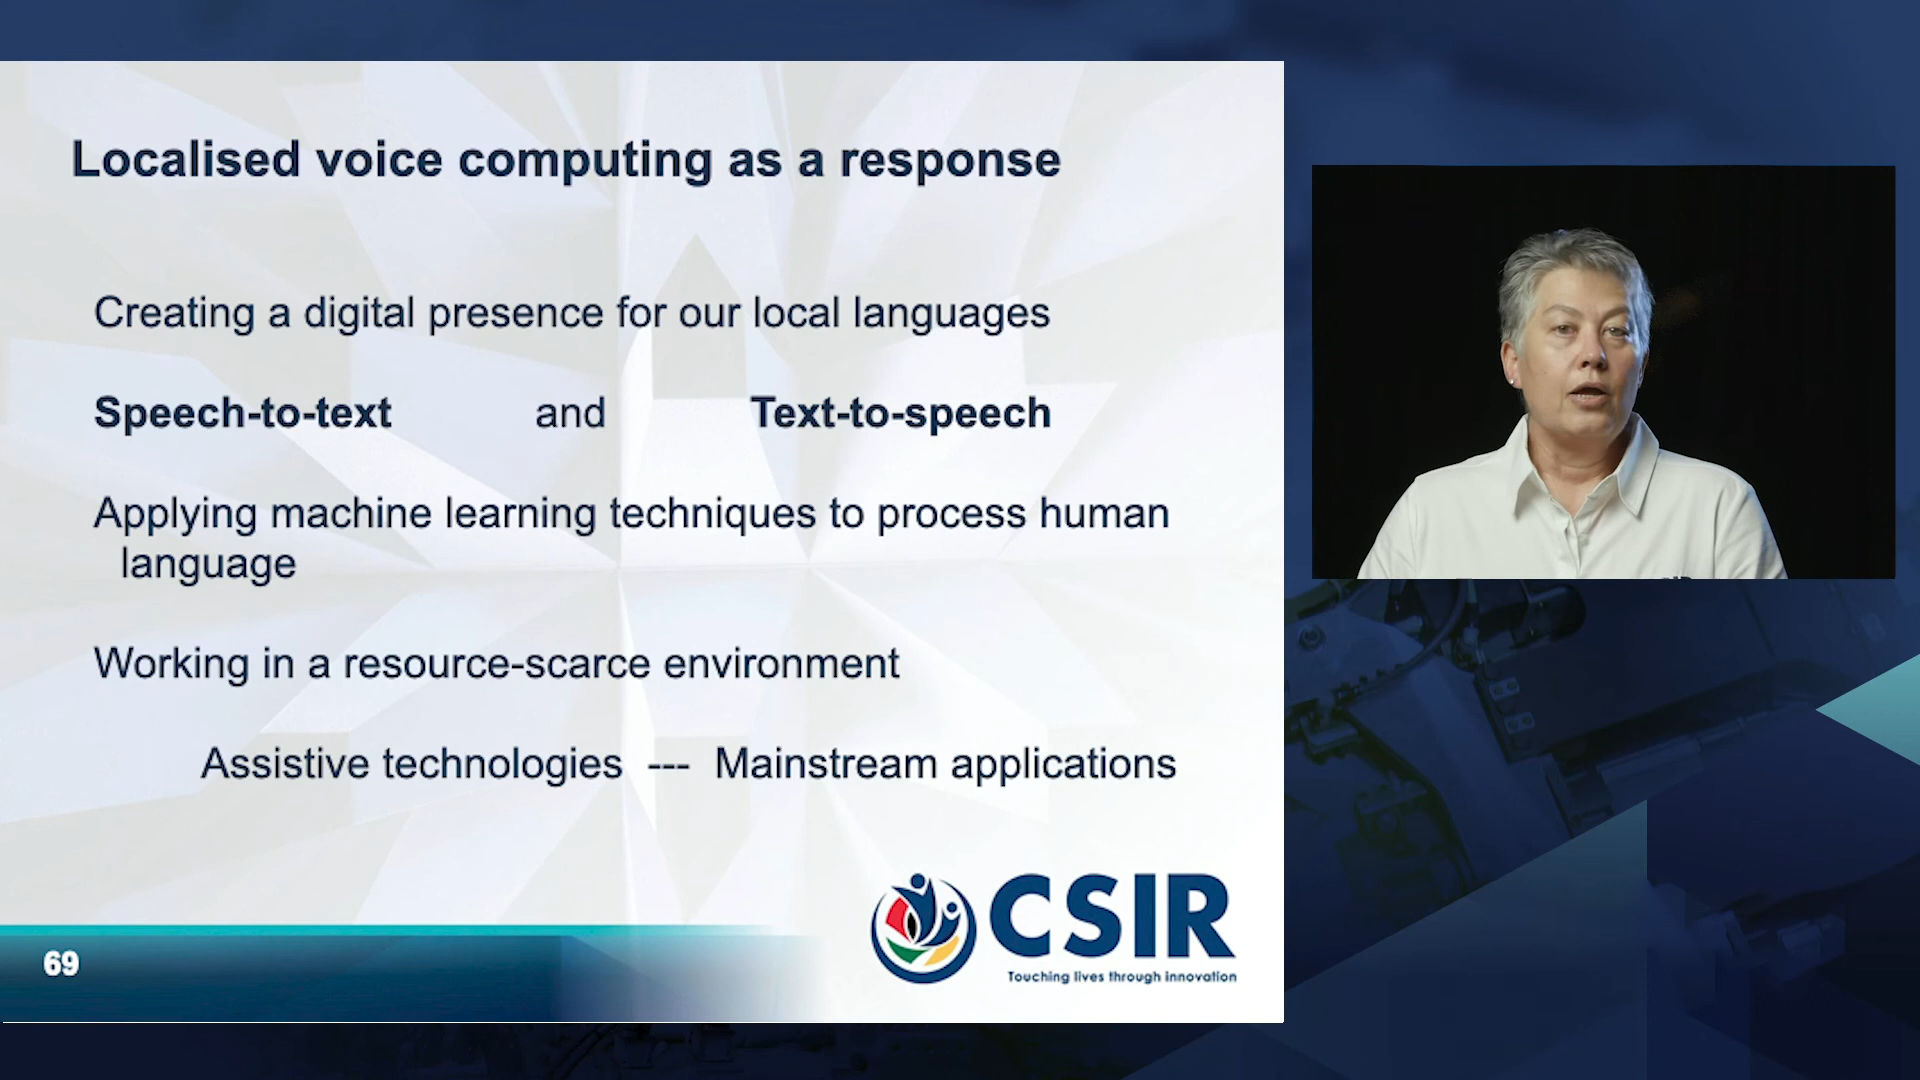 Localised voice computing as a response
Creating a digital presence for our local languages
Speech-to-text and Text-to-speech
Applying machine learning techniques to process human
language
Working in a resource-scarce environment
Assistive technologies --- Mainstream applications
CSIR
Touching lives through innovation
69